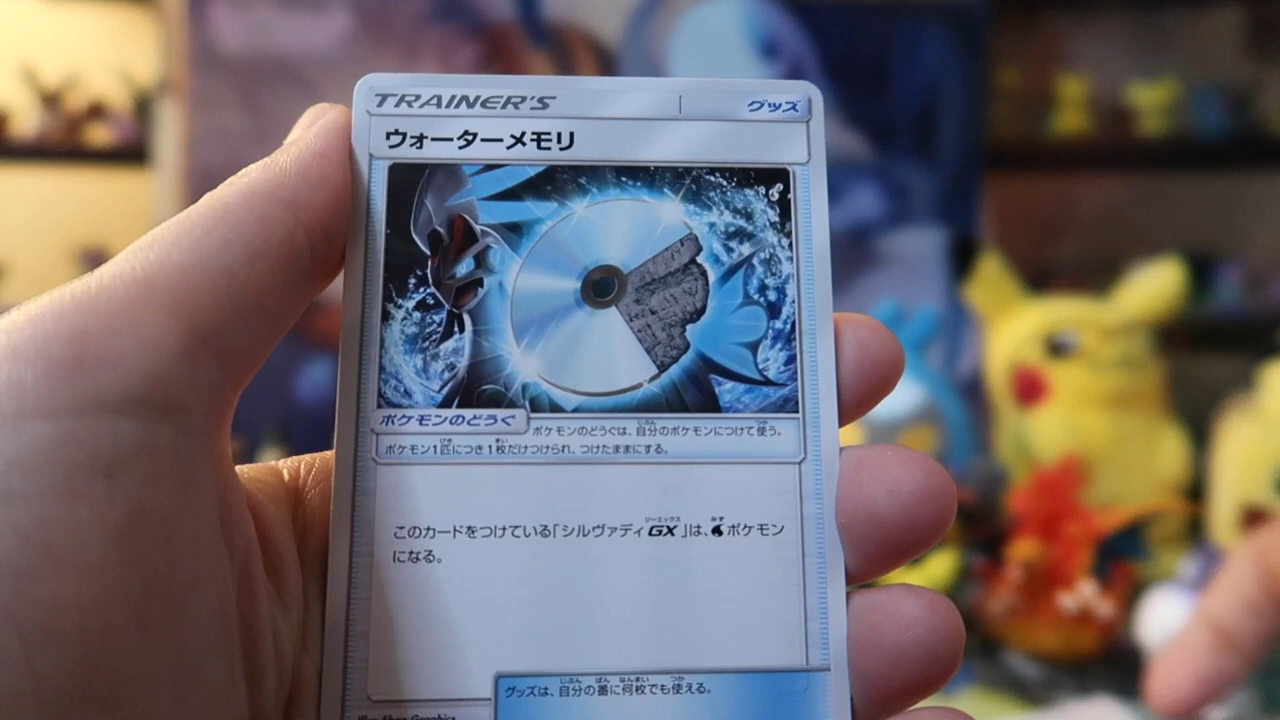 TRAINER'S グッズ
ウォーターメモリ
ポケモンのどうぐ ポケモンのどうぐは、自分のポケモンにつけて使う。
ポケモン1匹につき1枚だけつけられ、つけたままにする。
このカードをつけている「シルヴァディGX」は、ポケモン
になる。
グッズは、自分の番に何枚でも使える。